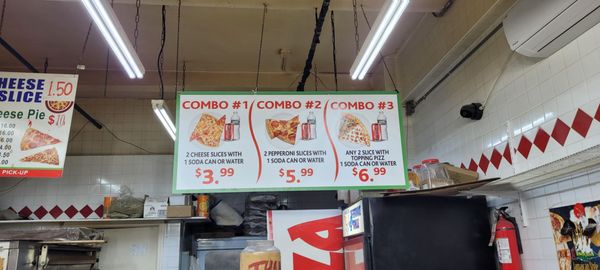 CHEESE
SLICE
1.50
Cheese Pie
PICK-UP
COMBO #1
2 CHEESE SLICES WITH
1 SODA CAN OR WATER
$3.99
COMBO #2
2 PEPPERONI SLICES WITH
1 SODA CAN OR WATER
$5.99
COMBO #3
ANY 2 SLICE WITH
TOPPING PIZZ
1 SODA CAN OR WATER
$6.99